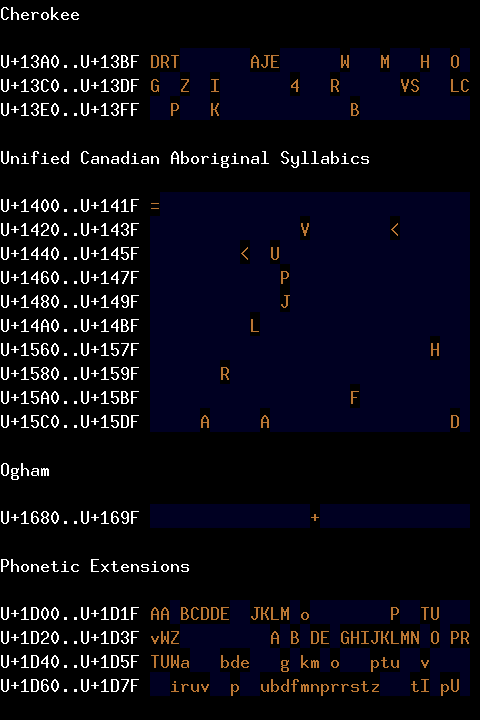 Cherokee
U+13A0..U+13BF DRT       AJE      W   M   H  O
U+13C0..U+13DF G  Z  I       4   R      VS   LC
U+13E0..U+13FF   P   K             B
Unified Canadian Aboriginal Syllabics
U+1400..U+141F =
U+1420..U+143F                V        <
U+1440..U+145F          <  U
U+1460..U+147F              P
U+1480..U+149F              J
U+14A0..U+14BF           L
U+1560..U+157F                             H
U+1580..U+159F        R
U+15A0..U+15BF                     F
U+15C0..U+15DF      A     A                  D
Ogham
U+1680..U+169F                 +
Phonetic Extensions
U+1D00..U+1D1F AA BCDDE  JKLM o        P  TU
U+1D20..U+1D3F vWZ         A B DE GHIJKLMN O PR
U+1D40..U+1D5F TUWa   bde   g km o   ptu  v
U+1D60..U+1D7F   iruv  p  ubdfmnprrstz   tI pU